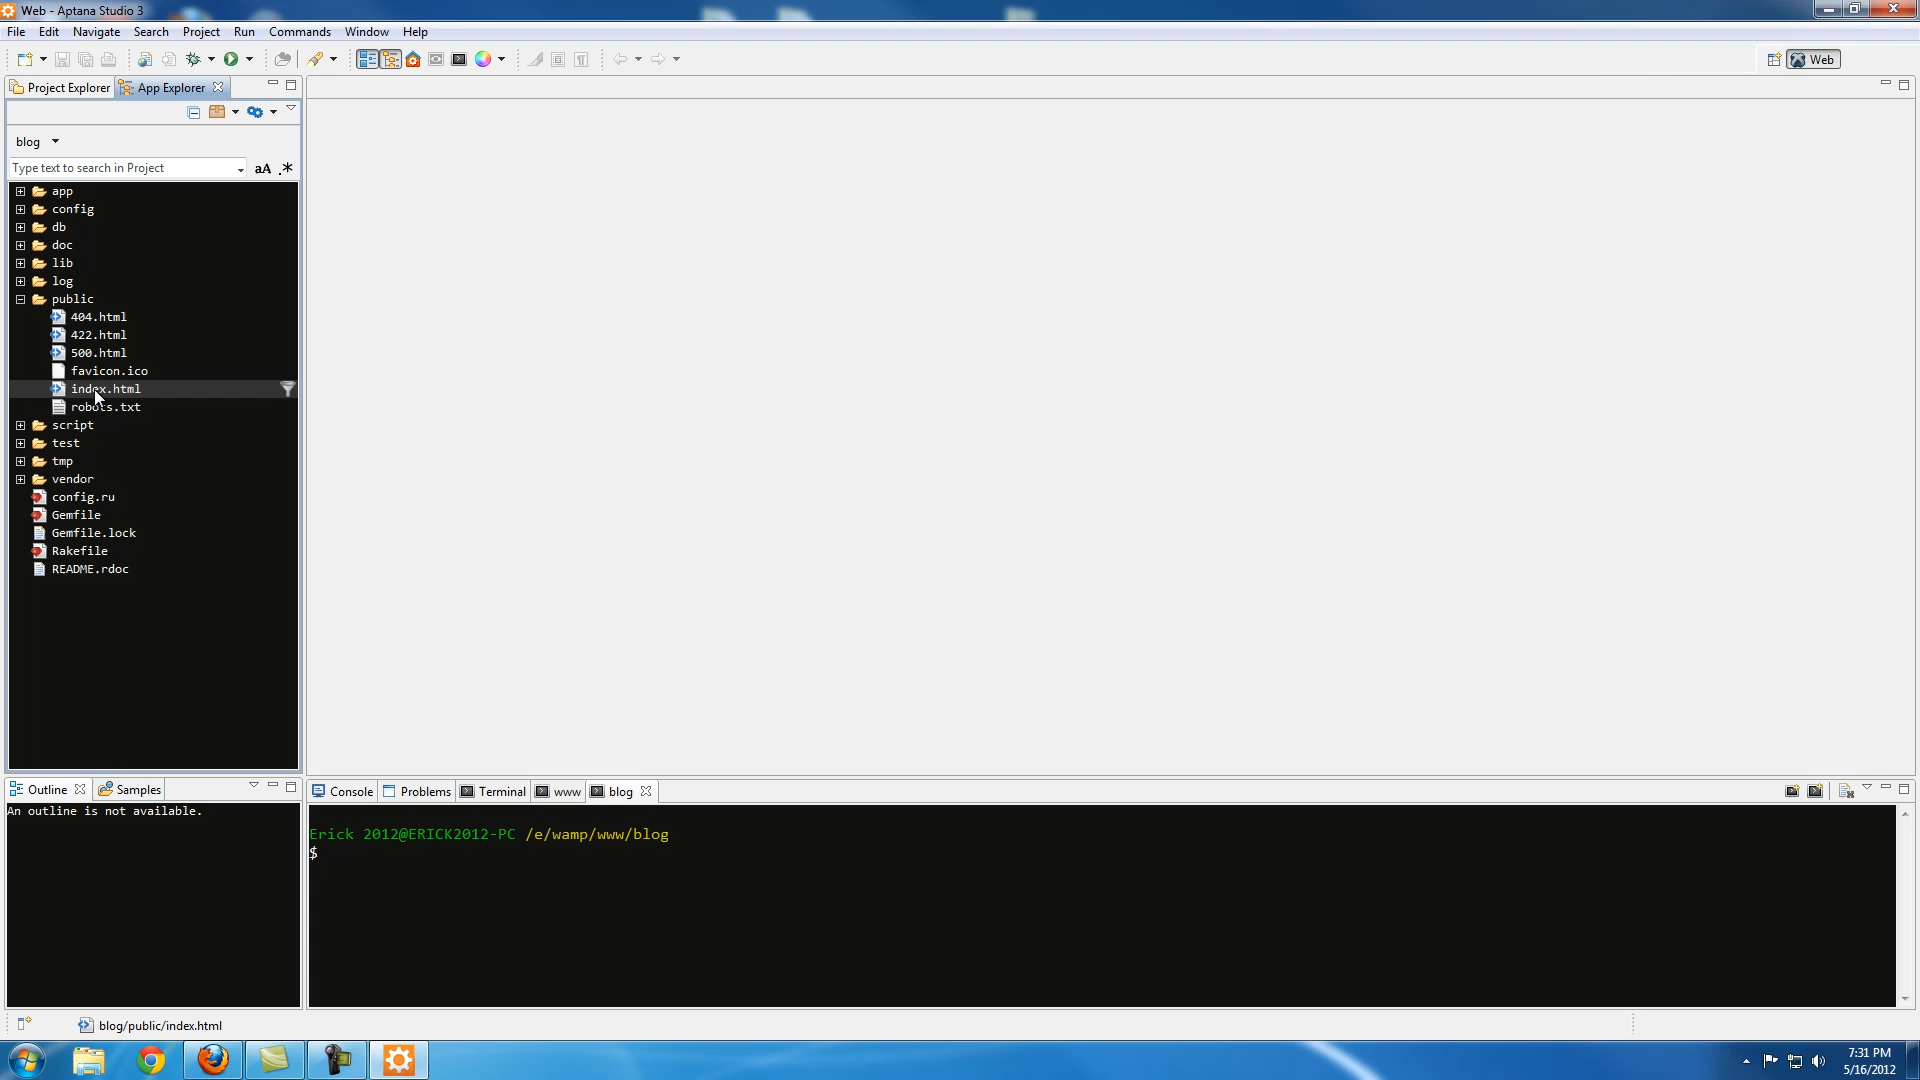 Web - Aptana Studio 3
File Edit Navigate Search Project Run Commands Window Help
Web
Project Explorer App Explorer
blog
Type text to search in Project aA .*
app
config
db
doc
lib
log
public
404.html
422.html
500.html
favicon.ico
index.html
robots.txt
script
test
tmp
vendor
config.ru
Gemfile
Gemfile.lock
Rakefile
README.rdoc
Outline Samples
An outline is not available.
Console Problems Terminal www blog
Erick 2012@ERICK2012-PC /e/wamp/www/blog
$
blog/public/index.html
7:31 PM
5/16/2012